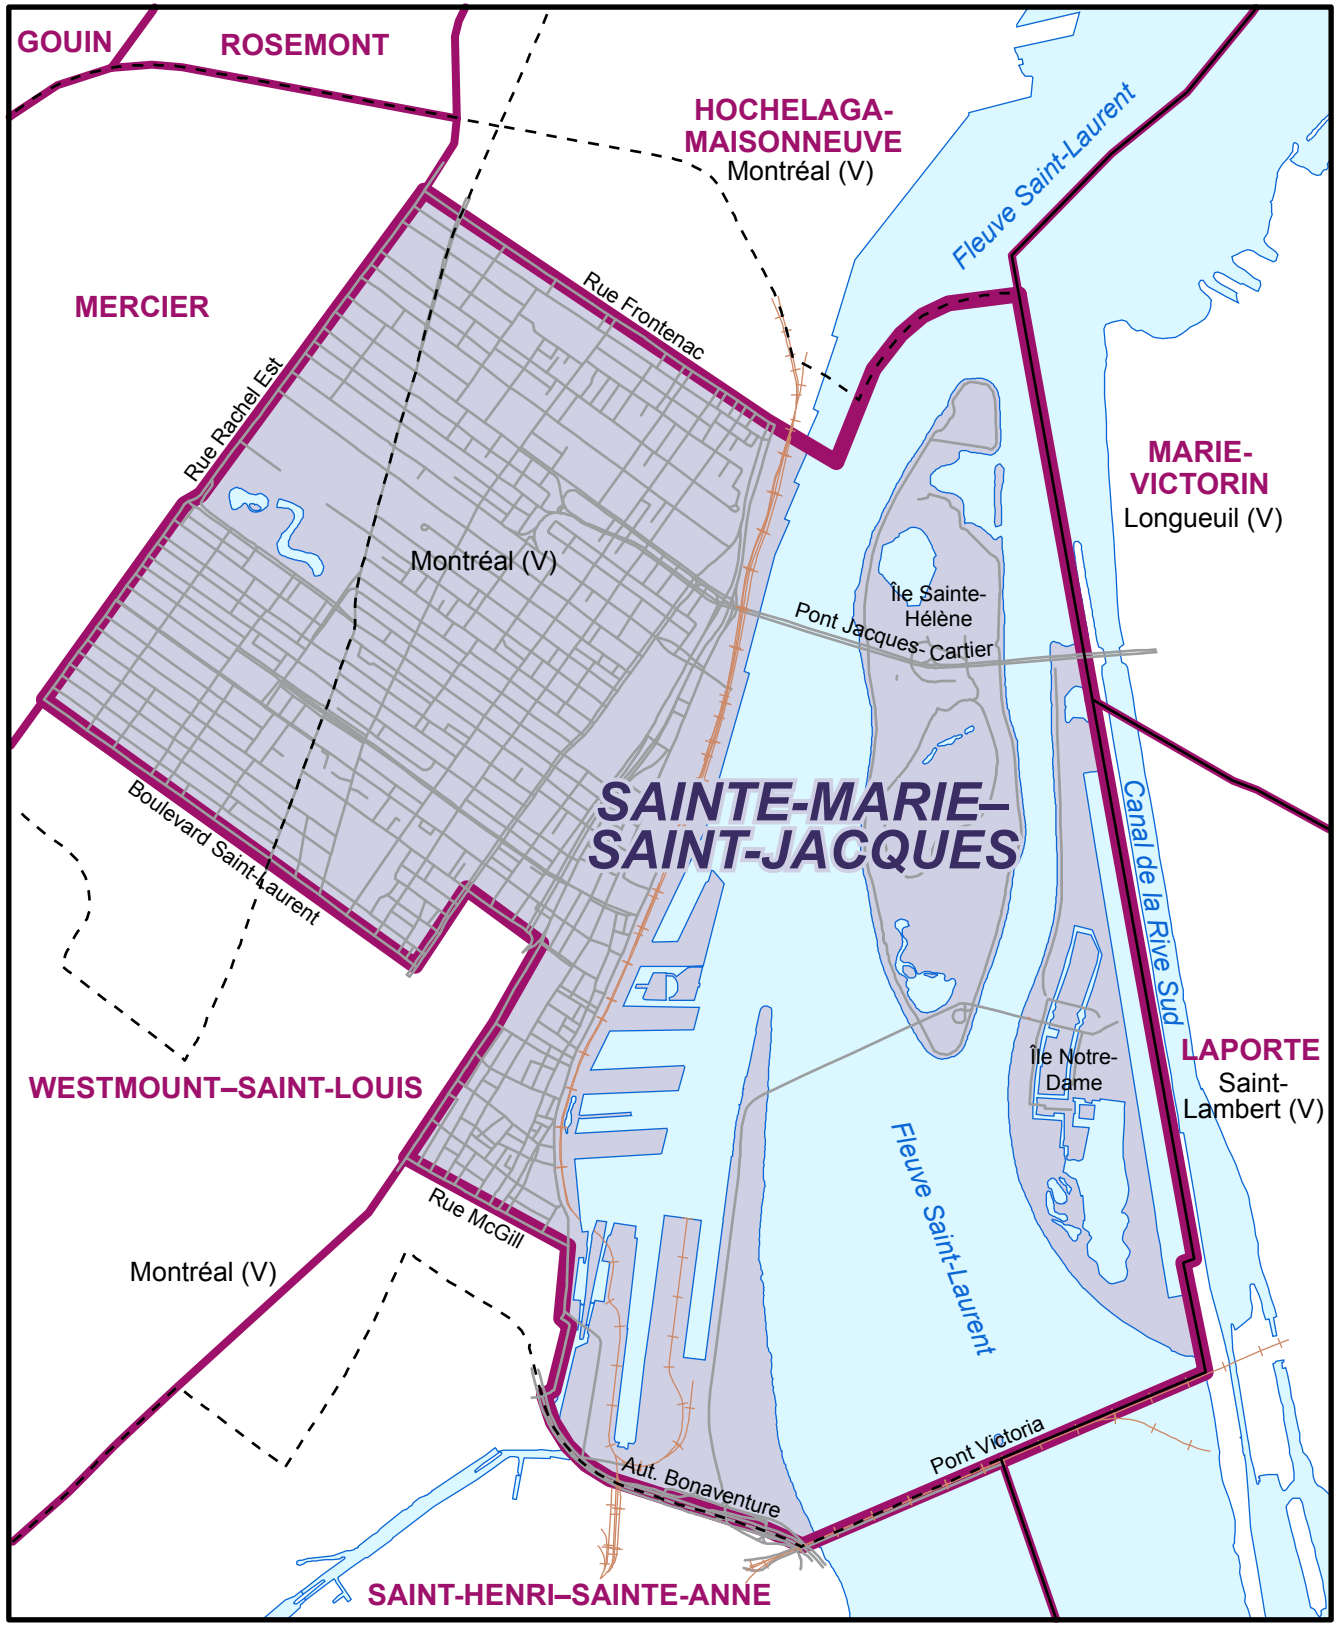 GOUIN
ROSEMONT
HOCHELAGA-
MAISONNEUVE
Montréal (V)
Fleuve Saint-Laurent
MERCIER
Rue Frontenac
Rue Rachel Est
MARIE-
VICTORIN
Longueuil (V)
Montréal (V)
Île Sainte-
Hélène
Pont Jacques-Cartier
SAINTE-MARIE–
SAINT-JACQUES
Boulevard Saint-Laurent
Canal de la Rive Sud
WESTMOUNT–SAINT-LOUIS
Île Notre-
Dame
LAPORTE
Saint-
Lambert (V)
Fleuve Saint-Laurent
Rue McGill
Montréal (V)
Pont Victoria
Aut. Bonaventure
SAINT-HENRI–SAINTE-ANNE